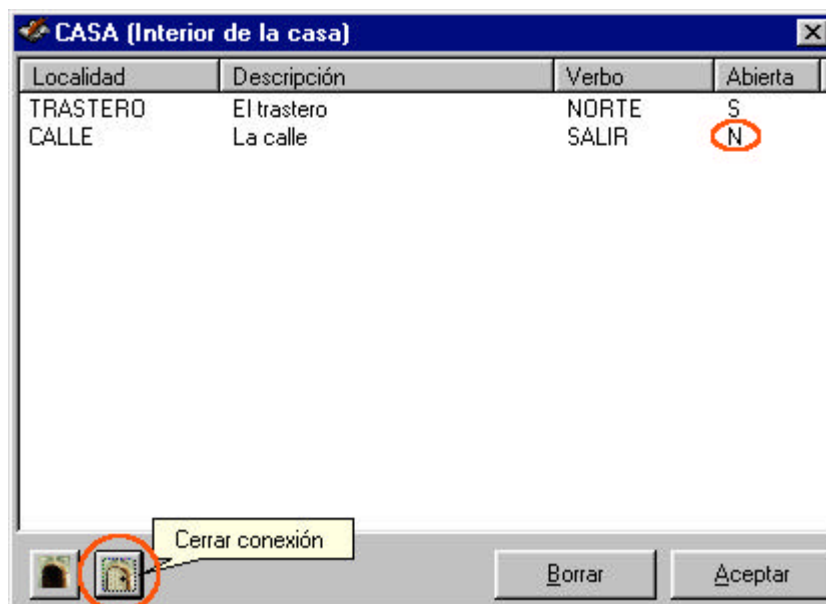 CASA (Interior de la casa)
Localidad Descripción Verbo Abierta
TRASTERO El trastero NORTE S
CALLE La calle SALIR N
Cerrar conexión
Borrar Aceptar